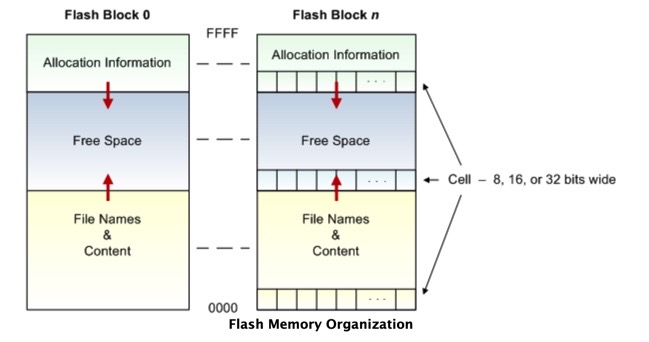 Flash Block 0
Flash Block n
FFFF
Allocation Information
Allocation Information
. . .
Free Space
Free Space
. . .
Cell – 8, 16, or 32 bits wide
File Names
&
Content
File Names
&
Content
. . .
0000
Flash Memory Organization